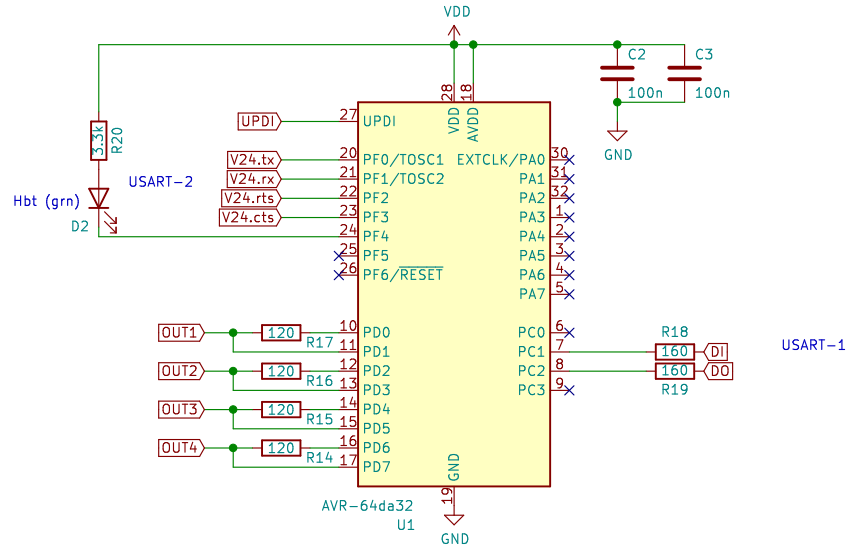 VDD
C2
C3
100n
100n
GND
28
18
VDD
AVDD
UPDI
27
UPDI
3.3k
R20
USART-2
Hbt (grn)
D2
V24.tx
20
PF0/TOSC1
V24.rx
21
PF1/TOSC2
V24.rts
22
PF2
V24.cts
23
PF3
24
PF4
25
PF5
26
PF6/RESET
EXTCLK/PA0
30
PA1
31
PA2
32
PA3
1
PA4
2
PA5
3
PA6
4
PA7
5
OUT1
120
R17
10
PD0
11
PD1
OUT2
120
R16
12
PD2
13
PD3
OUT3
120
R15
14
PD4
15
PD5
OUT4
120
R14
16
PD6
17
PD7
PC0
6
PC1
7
PC2
8
PC3
9
R18
160
DI
160
DO
R19
USART-1
GND
19
AVR-64da32
U1
GND